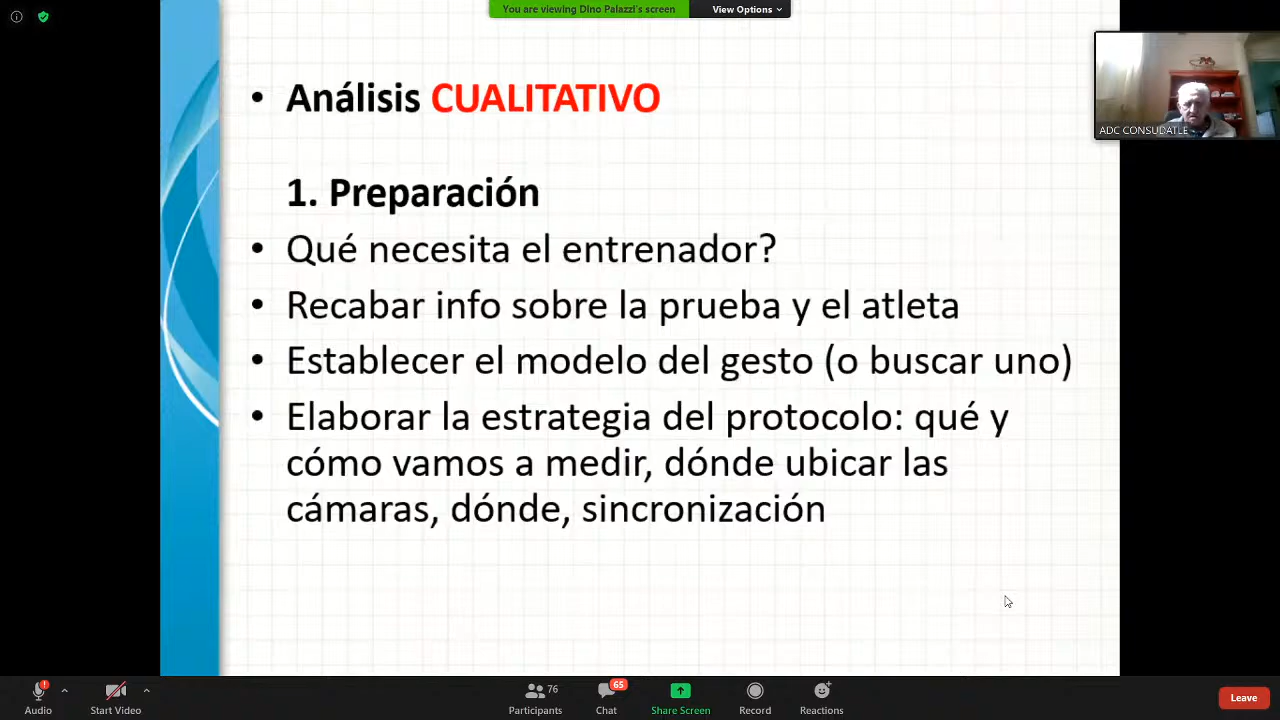 You are viewing Dino Palazzi's screen
View Options
• Análisis CUALITATIVO
ADC CONSUDATLE
1. Preparación
• Qué necesita el entrenador?
• Recabar info sobre la prueba y el atleta
• Establecer el modelo del gesto (o buscar uno)
• Elaborar la estrategia del protocolo: qué y
cómo vamos a medir, dónde ubicar las
cámaras, dónde, sincronización
Audio
Start Video
76
Participants
65
Chat
Share Screen
Record
Reactions
Leave